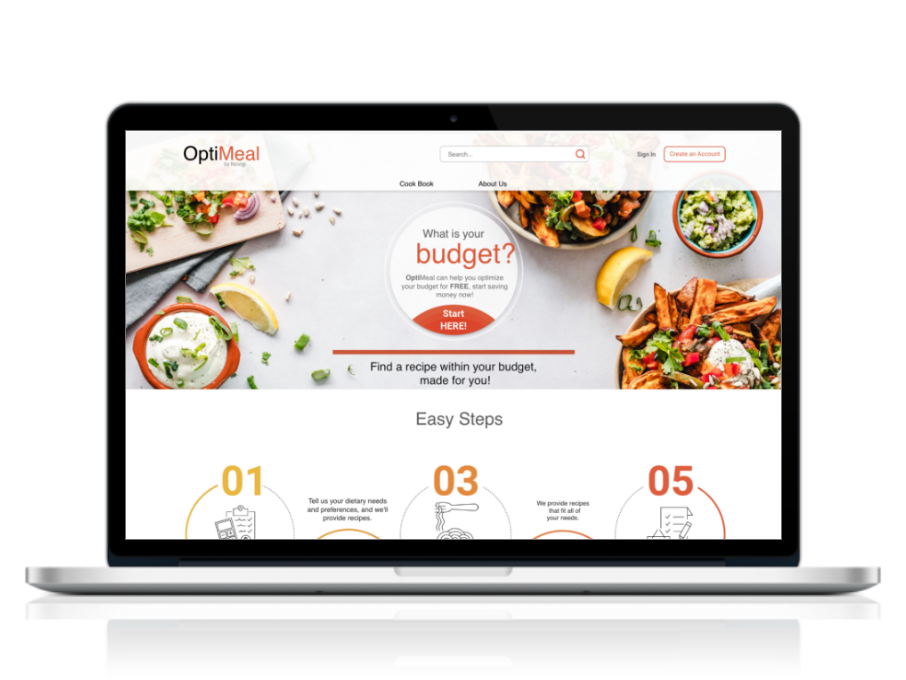 OptiMeal
Search...
Sign In
Create an Account
Cook Book
About Us
What is your
budget?
OptiMeal can help you optimize
your budget for FREE, start saving
money now!
Start
HERE!
Find a recipe within your budget,
made for you!
Easy Steps
01
03
05
Tell us your dietary needs
and preferences, and we'll
provide recipes.
We provide recipes
that fit all of
your needs.